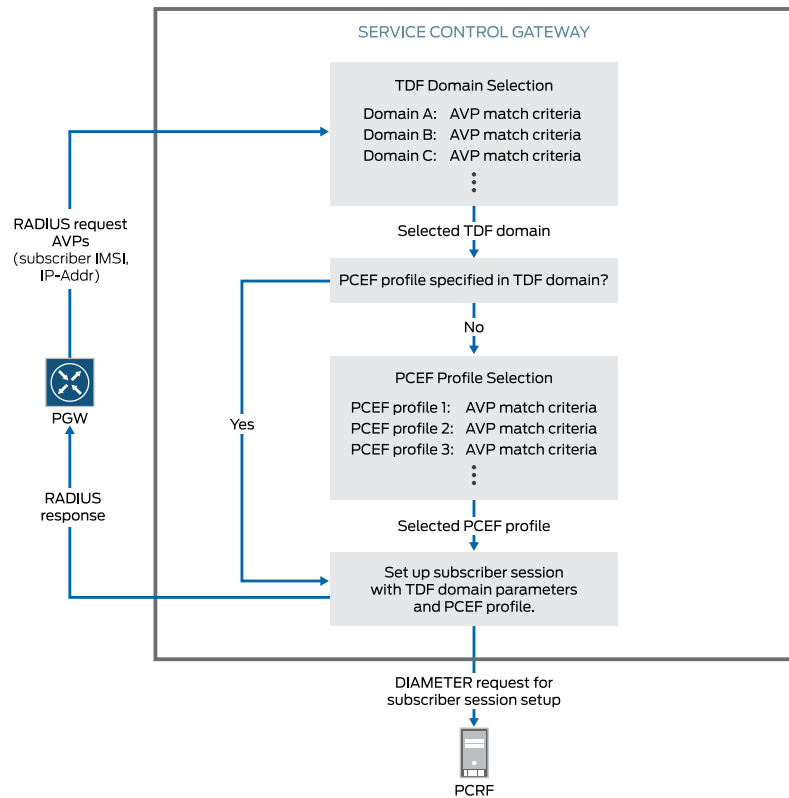 SERVICE CONTROL GATEWAY
TDF Domain Selection
Domain A: AVP match criteria
Domain B: AVP match criteria
Domain C: AVP match criteria
RADIUS request
AVPs
(subscriber IMSI,
IP-Addr)
Selected TDF domain
PCEF profile specified in TDF domain?
No
PCEF Profile Selection
PCEF profile 1: AVP match criteria
PCEF profile 2: AVP match criteria
PCEF profile 3: AVP match criteria
PGW
Yes
RADIUS
response
Selected PCEF profile
Set up subscriber session
with TDF domain parameters
and PCEF profile.
DIAMETER request for
subscriber session setup
PCRF